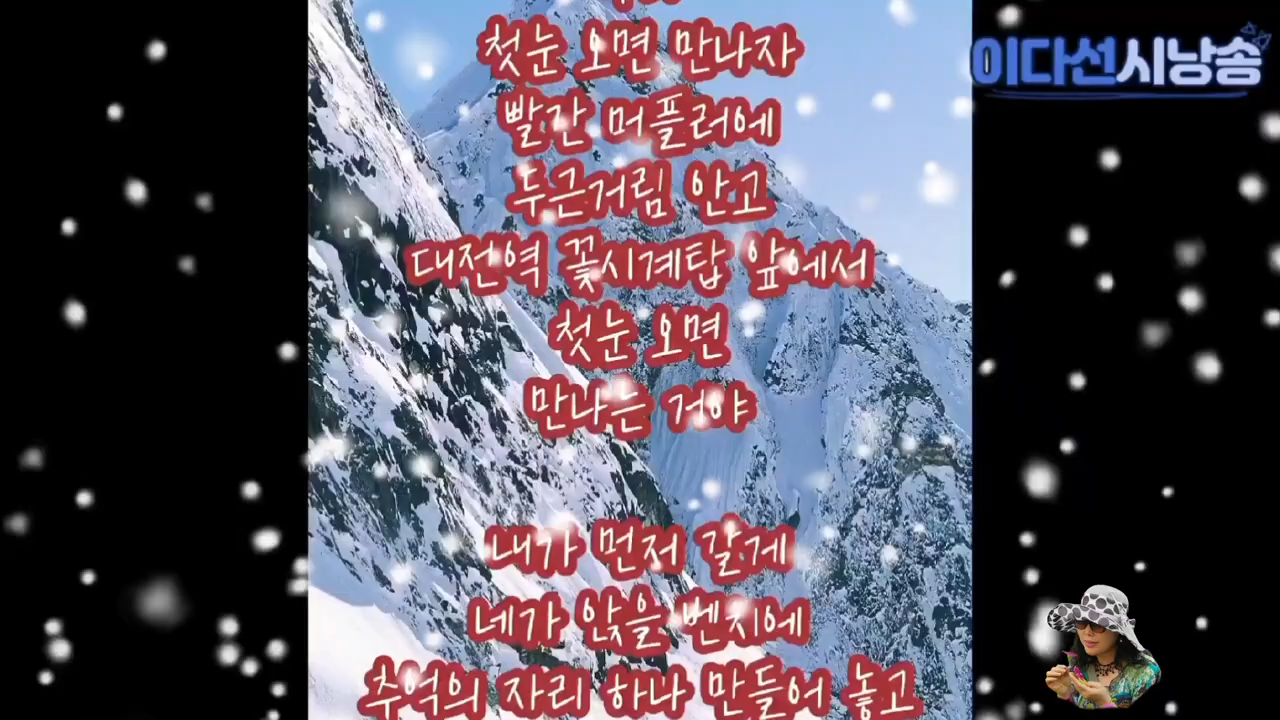 첫눈 오면 만나자
이다선시낭송
빨간 머플러에
두근거림 안고
대전역 꽃시계탑 앞에서
첫눈 오면
만나는 거야
내가 먼저 갈게
네가 앉을 벤치에
추억의 자리 하나 만들어 놓고